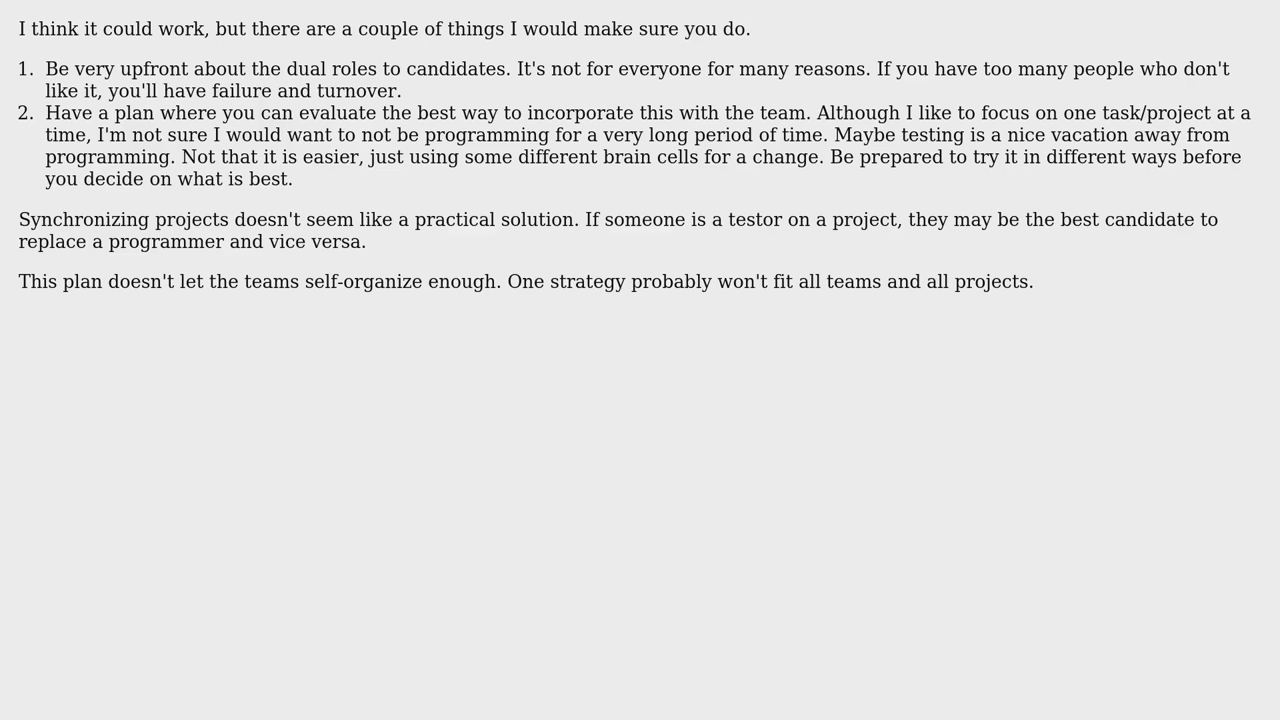 I think it could work, but there are a couple of things I would make sure you do.
1. Be very upfront about the dual roles to candidates. It's not for everyone for many reasons. If you have too many people who don't
like it, you'll have failure and turnover.
2. Have a plan where you can evaluate the best way to incorporate this with the team. Although I like to focus on one task/project at a
time, I'm not sure I would want to not be programming for a very long period of time. Maybe testing is a nice vacation away from
programming. Not that it is easier, just using some different brain cells for a change. Be prepared to try it in different ways before
you decide on what is best.
Synchronizing projects doesn't seem like a practical solution. If someone is a testor on a project, they may be the best candidate to
replace a programmer and vice versa.
This plan doesn't let the teams self-organize enough. One strategy probably won't fit all teams and all projects.